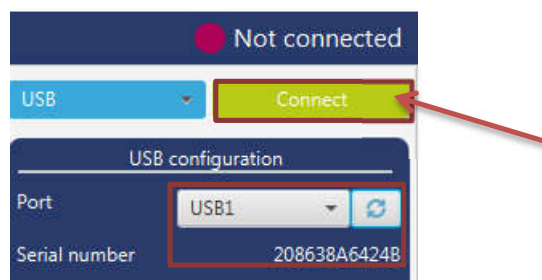 Not connected
USB Connect
USB configuration
Port USB1
Serial number 208638A6424B